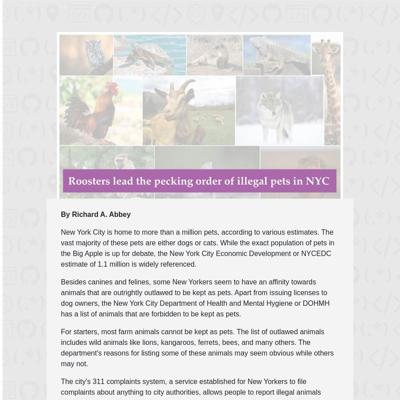 Roosters lead the pecking order of illegal pets in NYC
By Richard A. Abbey
New York City is home to more than a million pets, according to various estimates. The
vast majority of these pets are either dogs or cats. While the exact population of pets in
the Big Apple is up for debate, the New York City Economic Development or NYCEDC
estimate of 1.1 million is widely referenced.
Besides canines and felines, some New Yorkers seem to have an affinity towards
animals that are outrightly outlawed to be kept as pets. Apart from issuing licenses to
dog owners, the New York City Department of Health and Mental Hygiene or DOHMH
has a list of animals that are forbidden to be kept as pets.
For starters, most farm animals cannot be kept as pets. The list of outlawed animals
includes wild animals like lions, kangaroos, ferrets, bees, and many others. The
department's reasons for listing some of these animals may seem obvious while others
may not.
The city's 311 complaints system, a service established for New Yorkers to file
complaints about anything to city authorities, allows people to report illegal animals